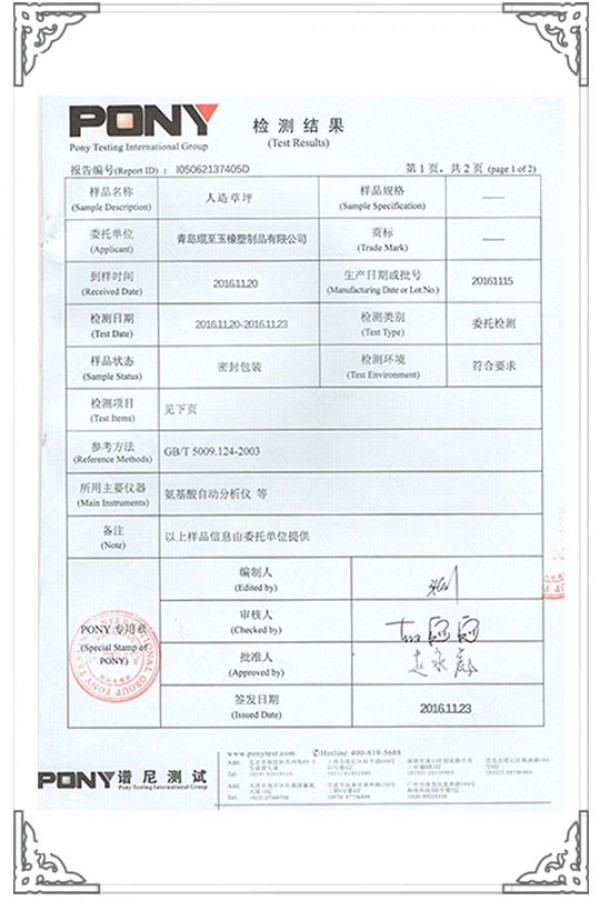 PONY
Pony Testing International Group
检测结果
(Test Results)
报告编号(Report ID)：I05062137405D
第1页，共2页 (page 1 of 2)
样品名称
(Sample Description)
人造草坪
样品规格
(Sample Specification)
——
委托单位
(Applicant)
青岛琨至玉橡塑制品有限公司
商标
(Trade Mark)
——
到样时间
(Received Date)
2016.11.20
生产日期或批号
(Manufacturing Date or Lot No.)
20161115
检测日期
(Test Date)
2016.11.20-2016.11.23
检测类别
(Test Type)
委托检测
样品状态
(Sample Status)
密封包装
检测环境
(Test Environment)
符合要求
检测项目
(Test Items)
见下页
参考方法
(Reference Methods)
GB/T 5009.124-2003
所用主要仪器
(Main Instruments)
氨基酸自动分析仪 等
备注
(Note)
以上样品信息由委托单位提供
PONY 专用章
(Special Stamp of
PONY)
编制人
(Edited by)
审核人
(Checked by)
批准人
(Approved by)
签发日期
(Issued Date)
2016.11.23
PONY谱尼测试
Pony Testing International Group
www.ponytest.com
Hotline 400-819-5688